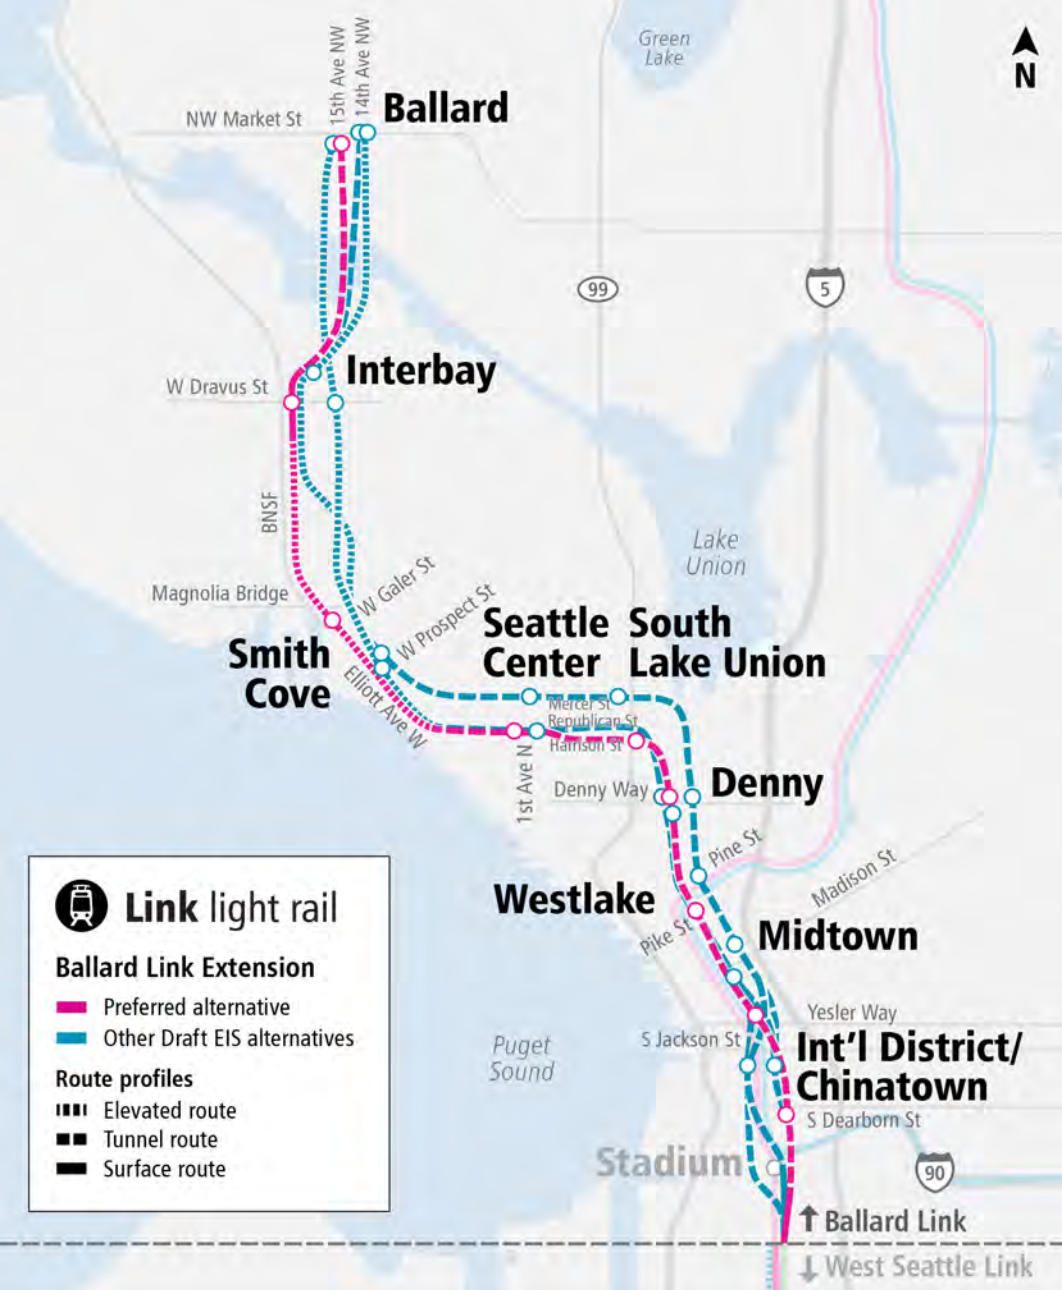 15th Ave NW
14th Ave NW
Green
Lake
N
NW Market St
Ballard
99
5
Interbay
W Dravus St
BNSF
Lake
Union
Magnolia Bridge
W Galer St
W Prospect St
Smith
Cove
Elliott Ave W
Seattle
Center
South
Lake Union
Mercer St
Republican St
Harrison St
1st Ave N
Denny Way
Denny
Pine St
Madison St
Westlake
Pike St
Midtown
Yesler Way
S Jackson St
Int'l District/
Chinatown
S Dearborn St
Puget
Sound
Stadium
90
Ballard Link
West Seattle Link
Link light rail
Ballard Link Extension
Preferred alternative
Other Draft EIS alternatives
Route profiles
Elevated route
Tunnel route
Surface route